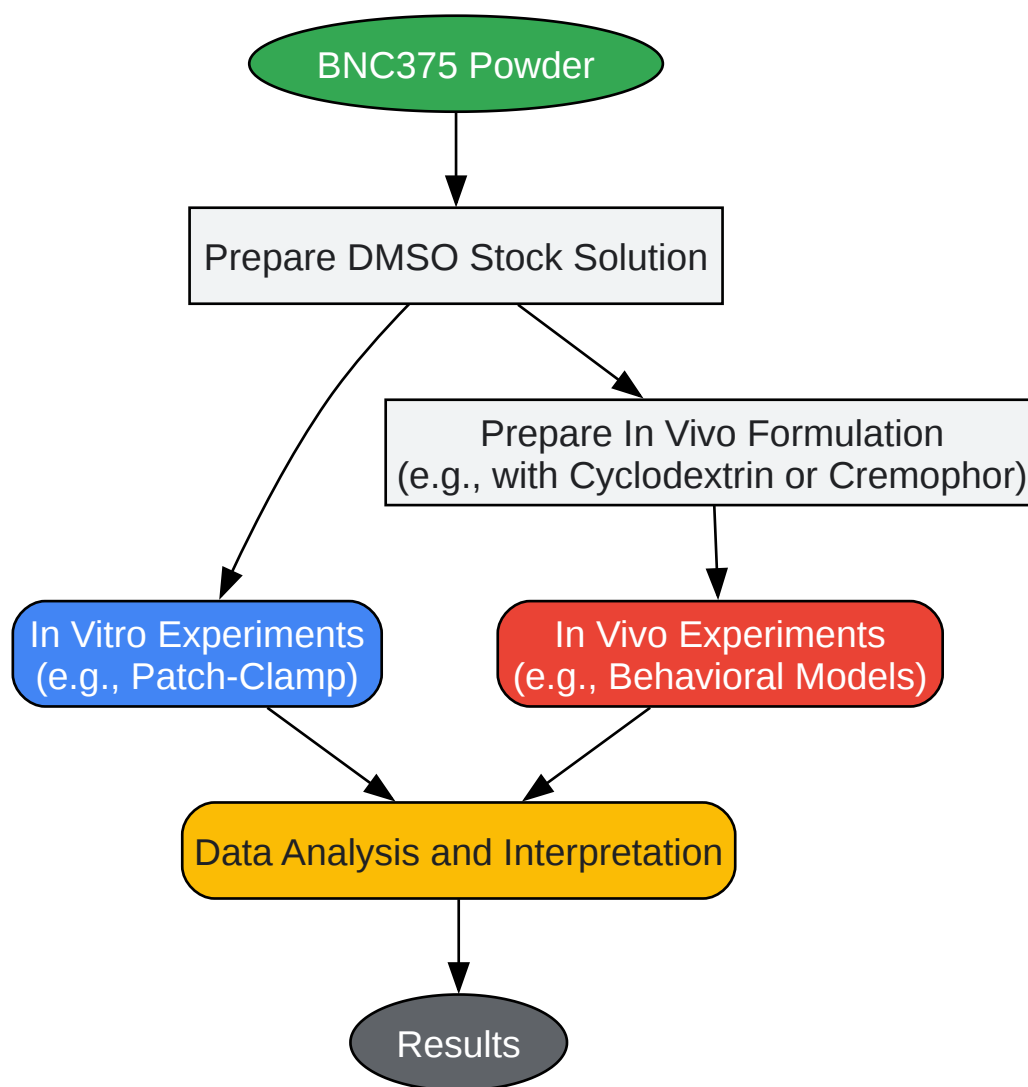 BNC375 Powder
Prepare DMSO Stock Solution
Prepare In Vivo Formulation
(e.g., with Cyclodextrin or Cremophor)
In Vitro Experiments
(e.g., Patch-Clamp)
In Vivo Experiments
(e.g., Behavioral Models)
Data Analysis and Interpretation
Results